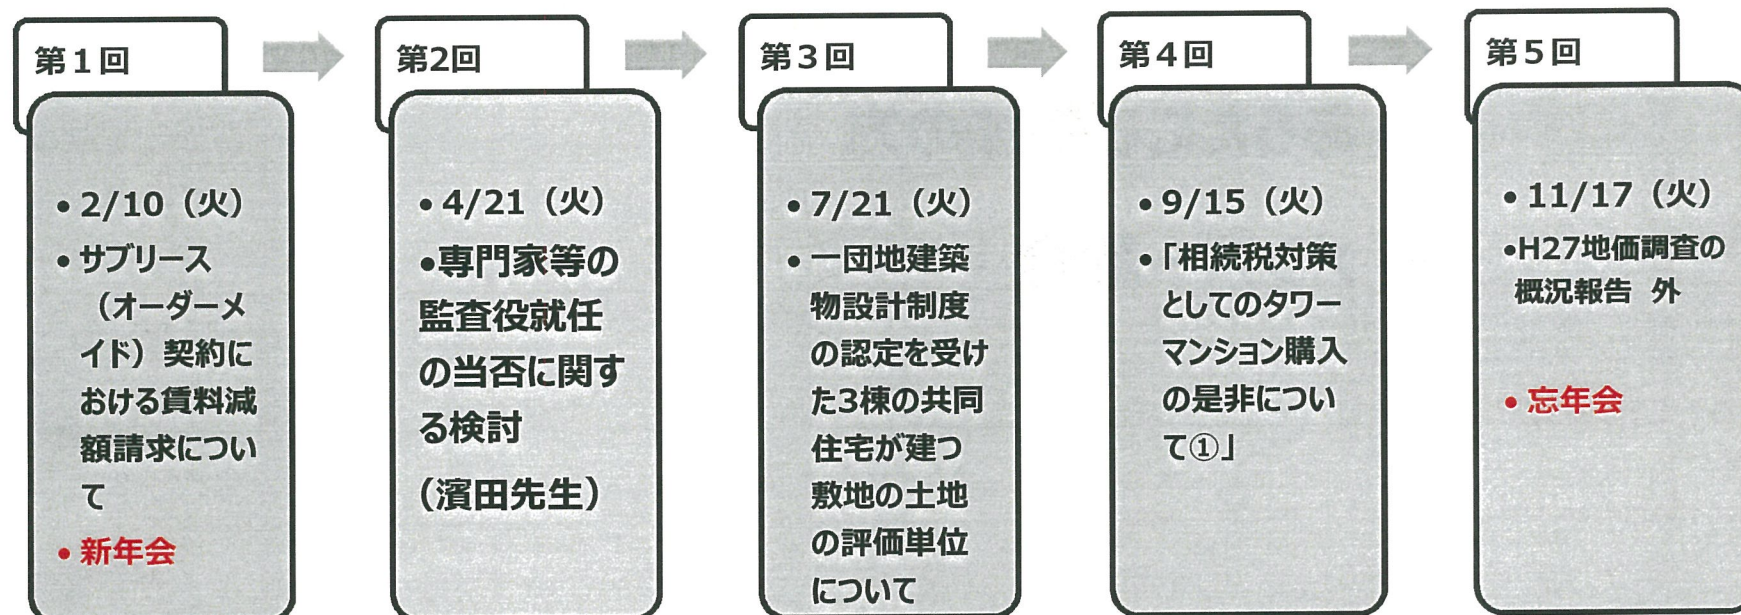 第１回
• 2/10（火）
• サブリース
（オーダーメ
イド）契約に
おける賃料減
額請求につい
て
• 新年会
第2回
• 4/21（火）
•専門家等の
監査役就任
の当否に関す
る検討
（濱田先生）
第３回
• 7/21（火）
• 一団地建築
物設計制度
の認定を受け
た3棟の共同
住宅が建つ
敷地の土地
の評価単位
について
第４回
• 9/15（火）
• 「相続税対策
としてのタワー
マンション購入
の是非につい
て①」
第５回
• 11/17（火）
•H27地価調査の
概況報告 外
• 忘年会